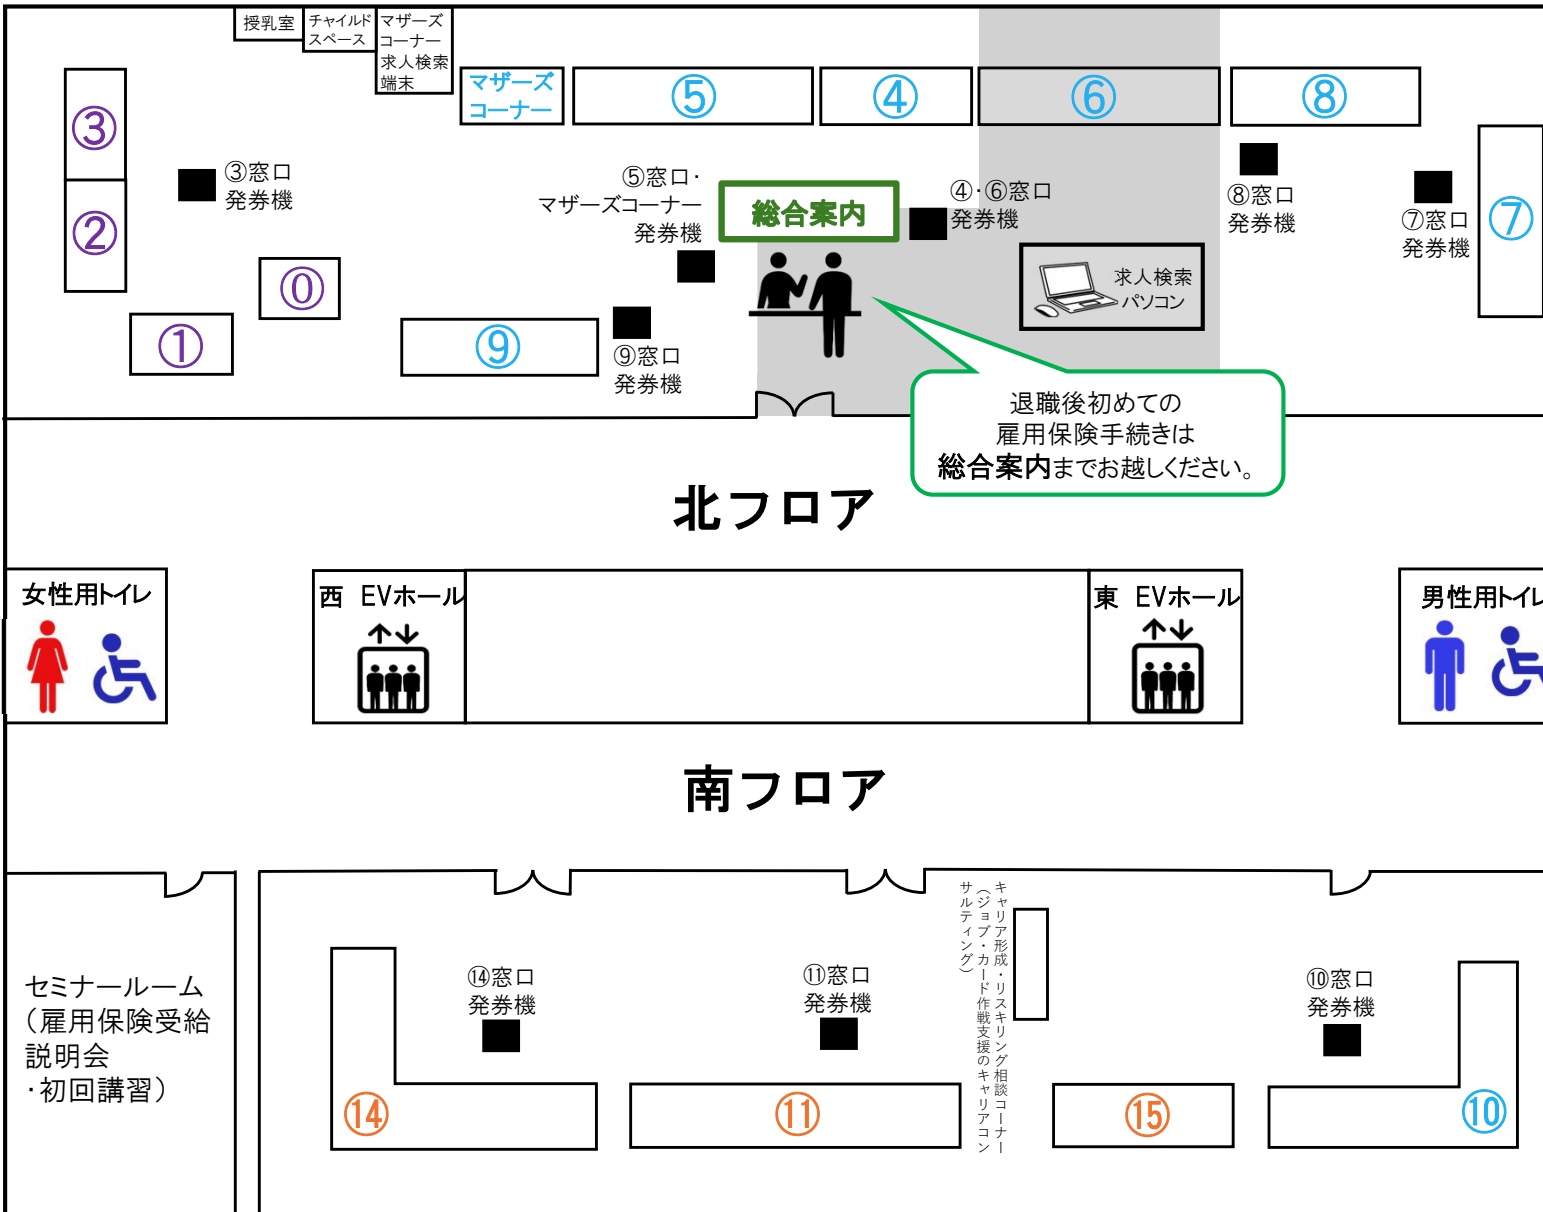 授乳室
チャイルド
スペース
マザーズ
コーナー
求人検索
端末
マザーズ
コーナー
⑤
④
⑥
⑧
③
②
③窓口
発券機
⑤窓口・
マザーズコーナー
発券機
総合案内
④・⑥窓口
発券機
⑧窓口
発券機
⑦窓口
発券機
⑦
⓪
①
⑨
⑨窓口
発券機
求人検索
パソコン
退職後初めての
雇用保険手続きは
総合案内までお越しください。
北フロア
女性用トイレ
西 EVホール
東 EVホール
男性用トイレ
南フロア
セミナールーム
（雇用保険受給
説明会
・初回講習）
⑭窓口
発券機
⑪窓口
発券機
キャリア形成・リスキリング相談コーナー
（ジョブ・カード作成支援のキャリアコン
サルティング）
⑩窓口
発券機
⑭
⑪
⑮
⑩